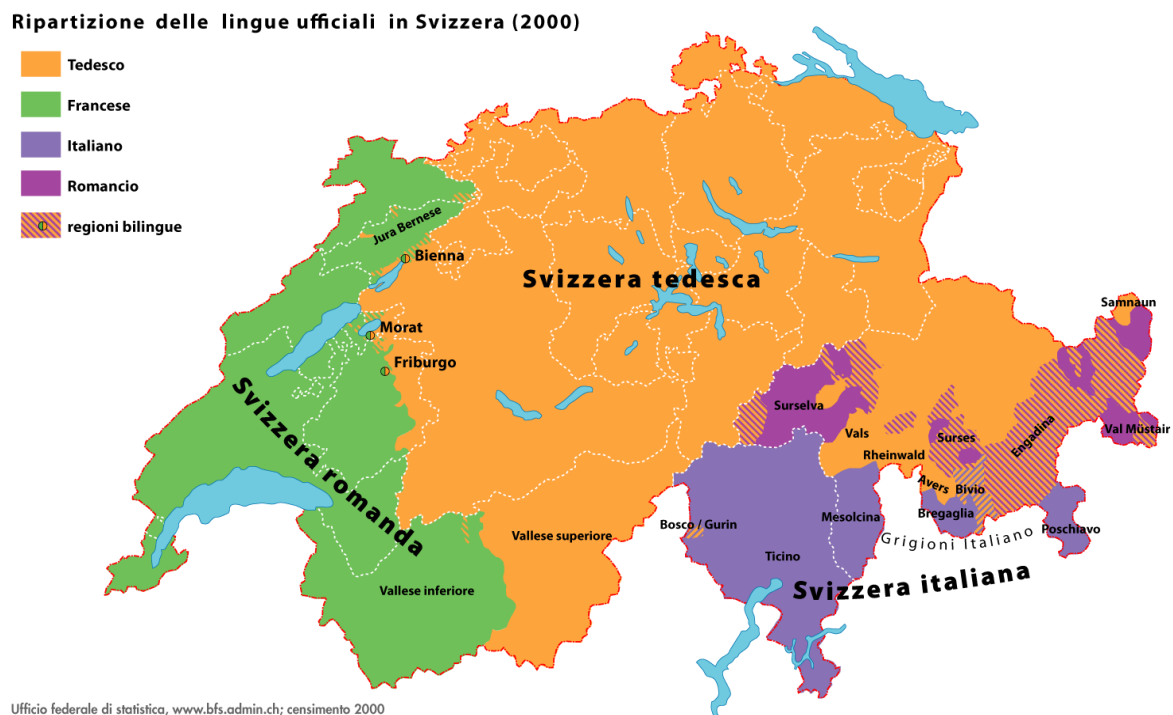 Ripartizione delle lingue ufficiali in Svizzera (2000)
Tedesco
Francese
Italiano
Romancio
regioni bilingue
Jura Bernese
Bienna
Svizzera tedesca
Morat
Friburgo
Svizzera romanda
Samnaun
Surselva
Vals
Surses
Engadina
Val Müstair
Rheinwald
Avers
Bivio
Bregaglia
Poschiavo
Grigioni Italiano
Mesolcina
Bosco / Gurin
Ticino
Vallese superiore
Vallese inferiore
Svizzera italiana
Ufficio federale di statistica, www.bfs.admin.ch; censimento 2000